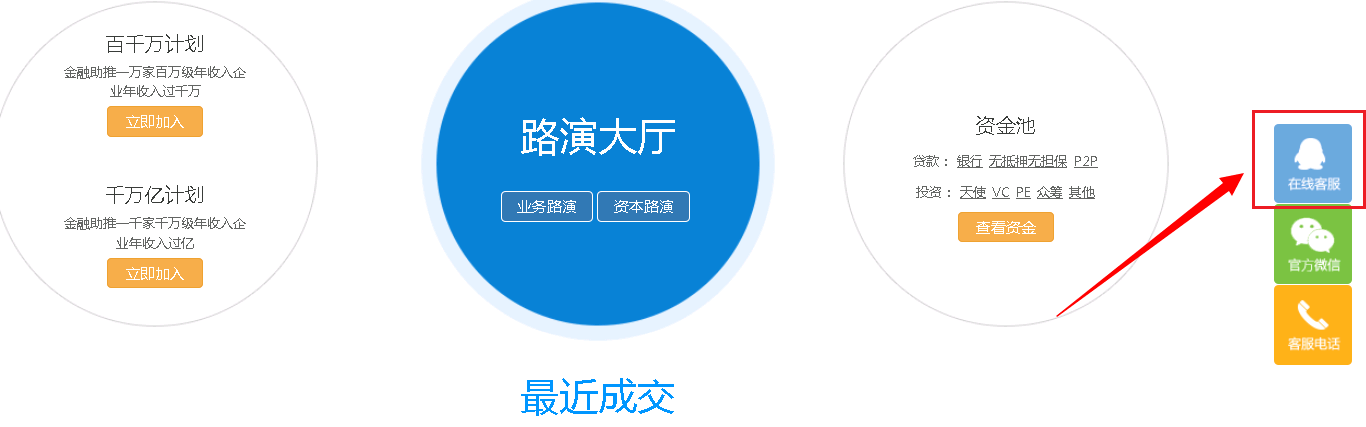 百千万计划
金融助推一万家百万级年收入企
业年收入过千万
立即加入
千万亿计划
金融助推一千家千万级年收入企
业年收入过亿
立即加入
路演大厅
业务路演 资本路演
资金池
贷款： 银行 无抵押无担保 P2P
投资： 天使 VC PE 众筹 其他
查看资金
在线客服
官方微信
客服电话
最近成交